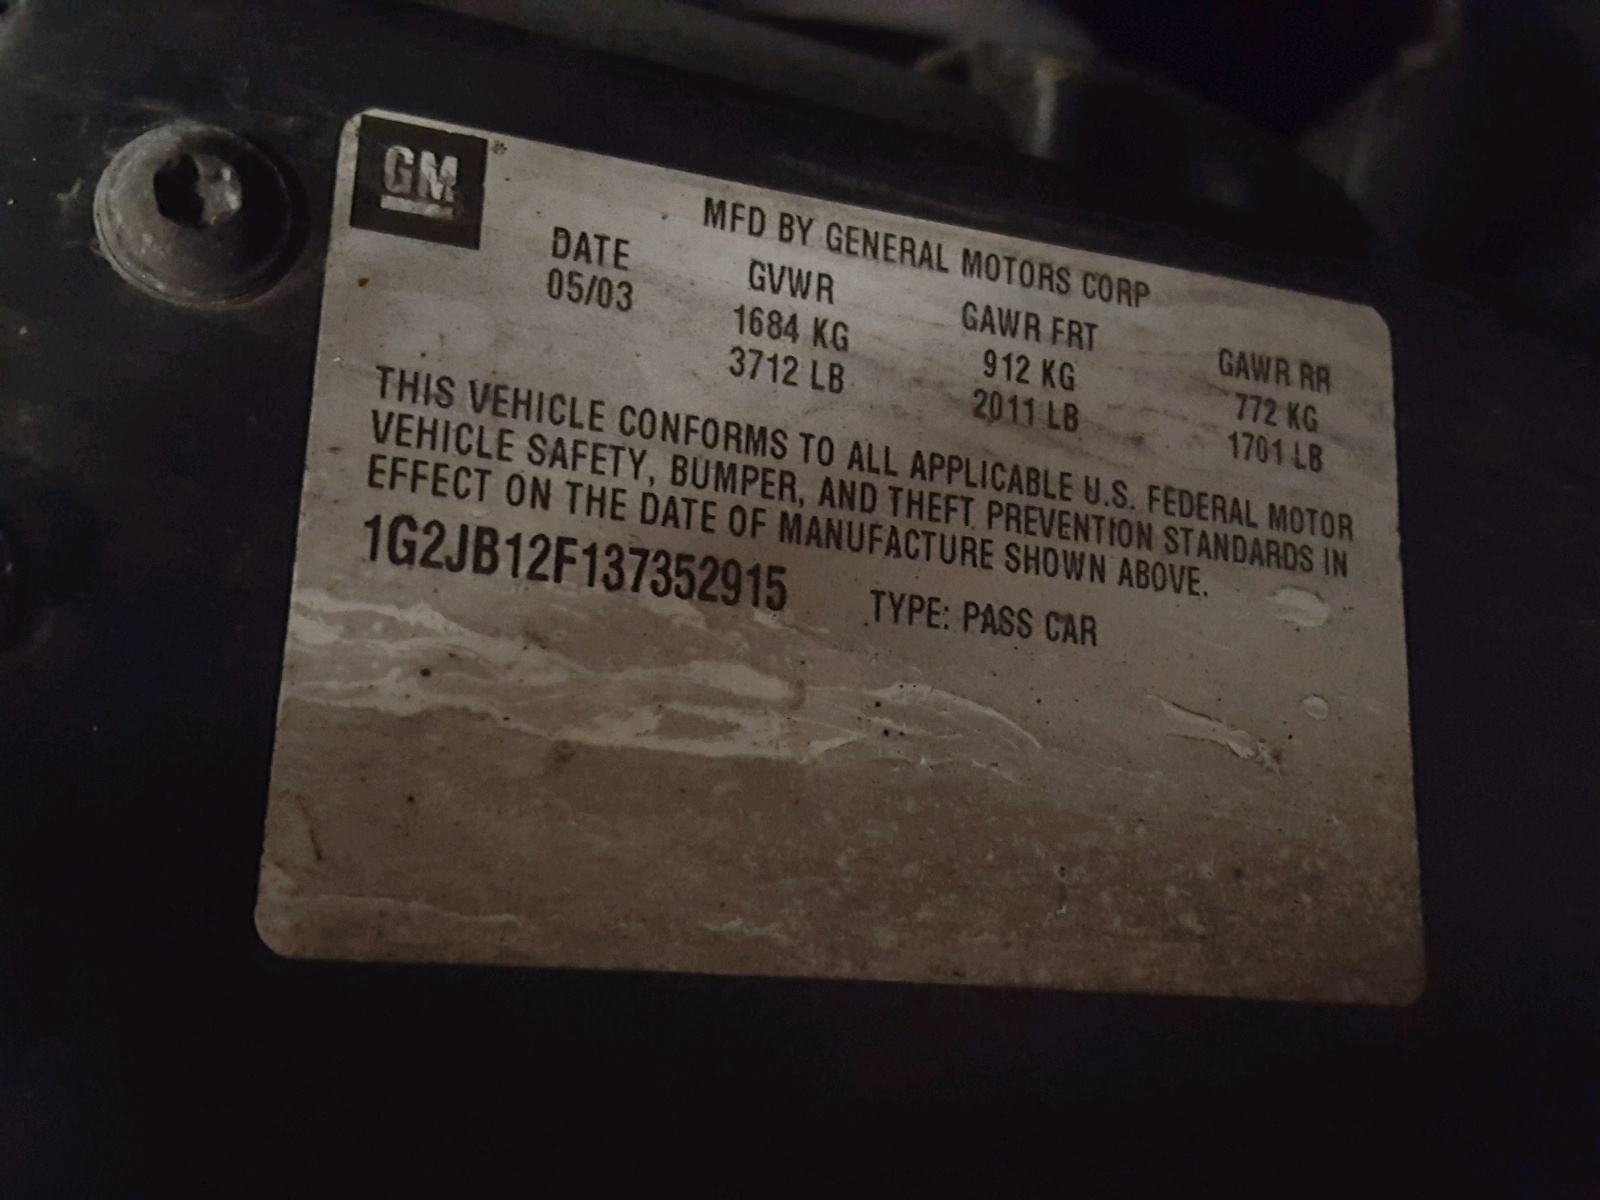 GM
MFD BY GENERAL MOTORS CORP
DATE GVWR GAWR FRT GAWR RR
05/03 1684 KG 912 KG 772 KG
3712 LB 2011 LB 1701 LB
THIS VEHICLE CONFORMS TO ALL APPLICABLE U.S. FEDERAL MOTOR
VEHICLE SAFETY, BUMPER, AND THEFT PREVENTION STANDARDS IN
EFFECT ON THE DATE OF MANUFACTURE SHOWN ABOVE.
1G2JB12F137352915 TYPE: PASS CAR